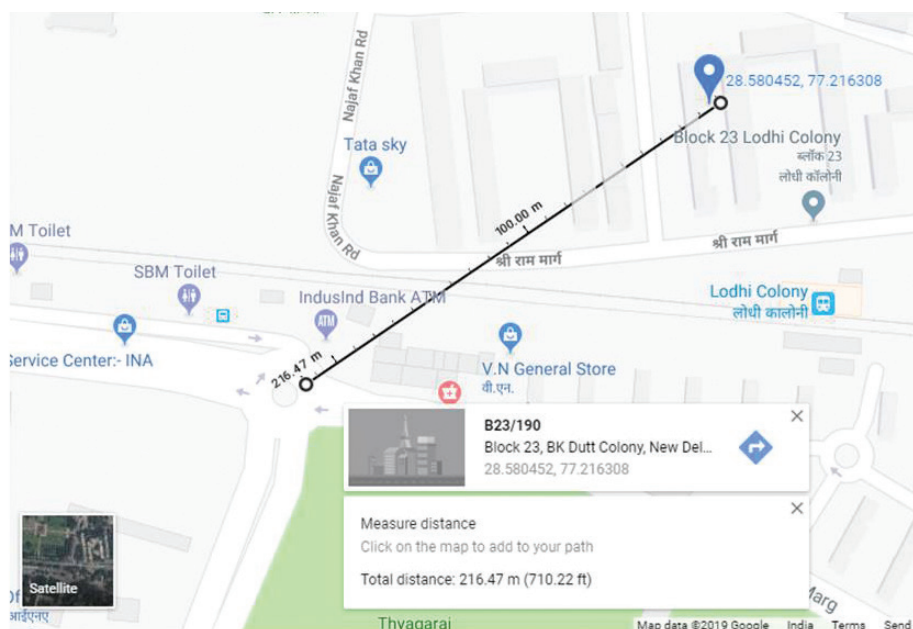 Najaf Khan Rd
28.580452, 77.216308
Tata sky
Block 23 Lodhi Colony
ब्लॉक 23
लोधी कॉलोनी
Najaf Khan Rd
100.00 m
M Toilet
श्री राम मार्ग
श्री राम मार्ग
SBM Toilet
IndusInd Bank ATM
ATM
Lodhi Colony
लोधी कालोनी
Service Center:- INA
216.47 m
V.N General Store
वी.एन.
B23/190
Block 23, BK Dutt Colony, New Del...
28.580452, 77.216308
Measure distance
Click on the map to add to your path
Total distance: 216.47 m (710.22 ft)
Satellite
आईएनए
Marg
Thyagaraj
Map data ©2019 Google India Terms Send